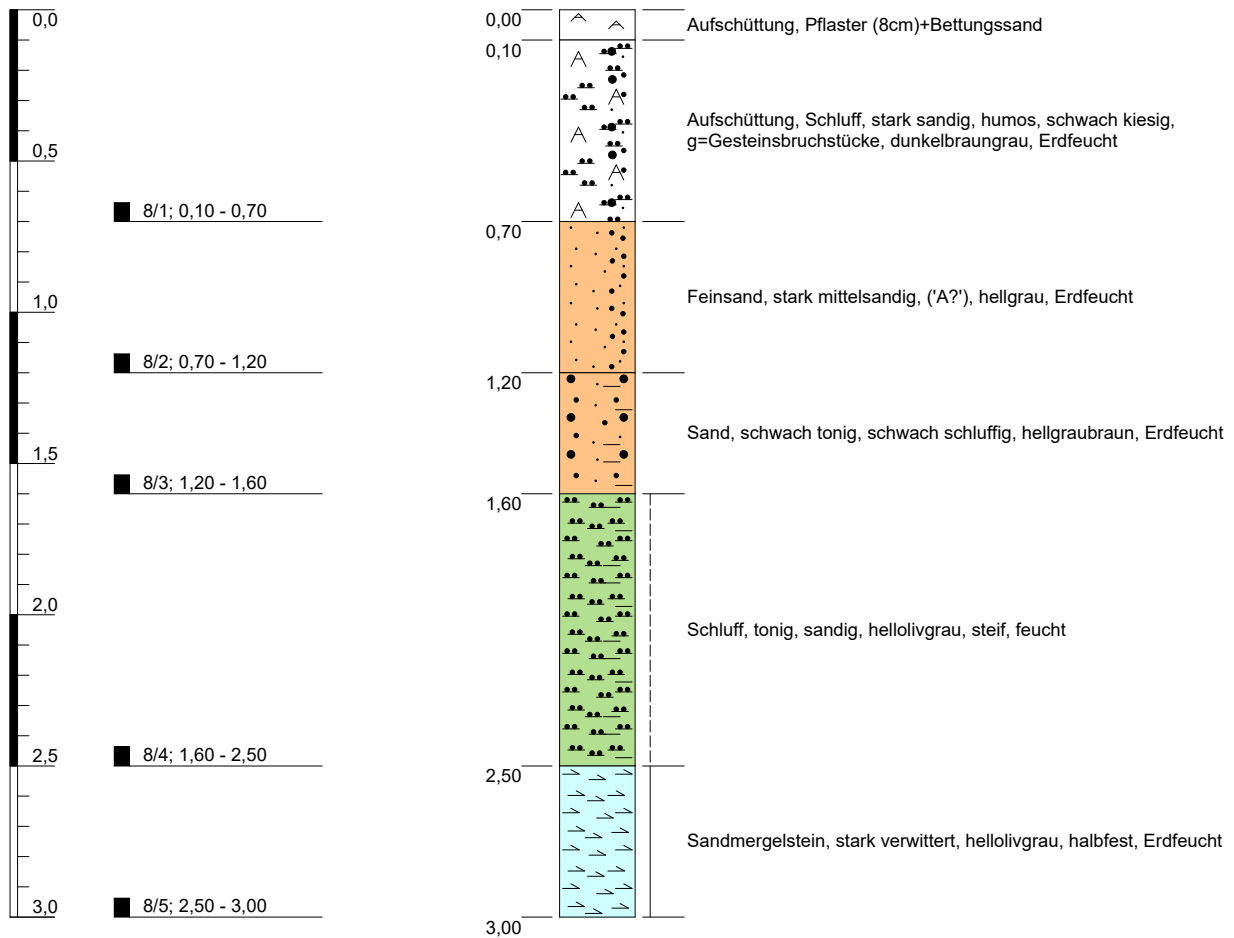 0,0
0,5
1,0
1,5
2,0
2,5
3,0
8/1; 0,10 - 0,70
8/2; 0,70 - 1,20
8/3; 1,20 - 1,60
8/4; 1,60 - 2,50
8/5; 2,50 - 3,00
0,00
0,10
0,70
1,20
1,60
2,50
3,00
Aufschüttung, Pflaster (8cm)+Bettungssand
Aufschüttung, Schluff, stark sandig, humos, schwach kiesig,
g=Gesteinsbruchstücke, dunkelbraungrau, Erdfeucht
Feinsand, stark mittelsandig, ('A?'), hellgrau, Erdfeucht
Sand, schwach tonig, schwach schluffig, hellgraubraun, Erdfeucht
Schluff, tonig, sandig, hellolivgrau, steif, feucht
Sandmergelstein, stark verwittert, hellolivgrau, halbfest, Erdfeucht